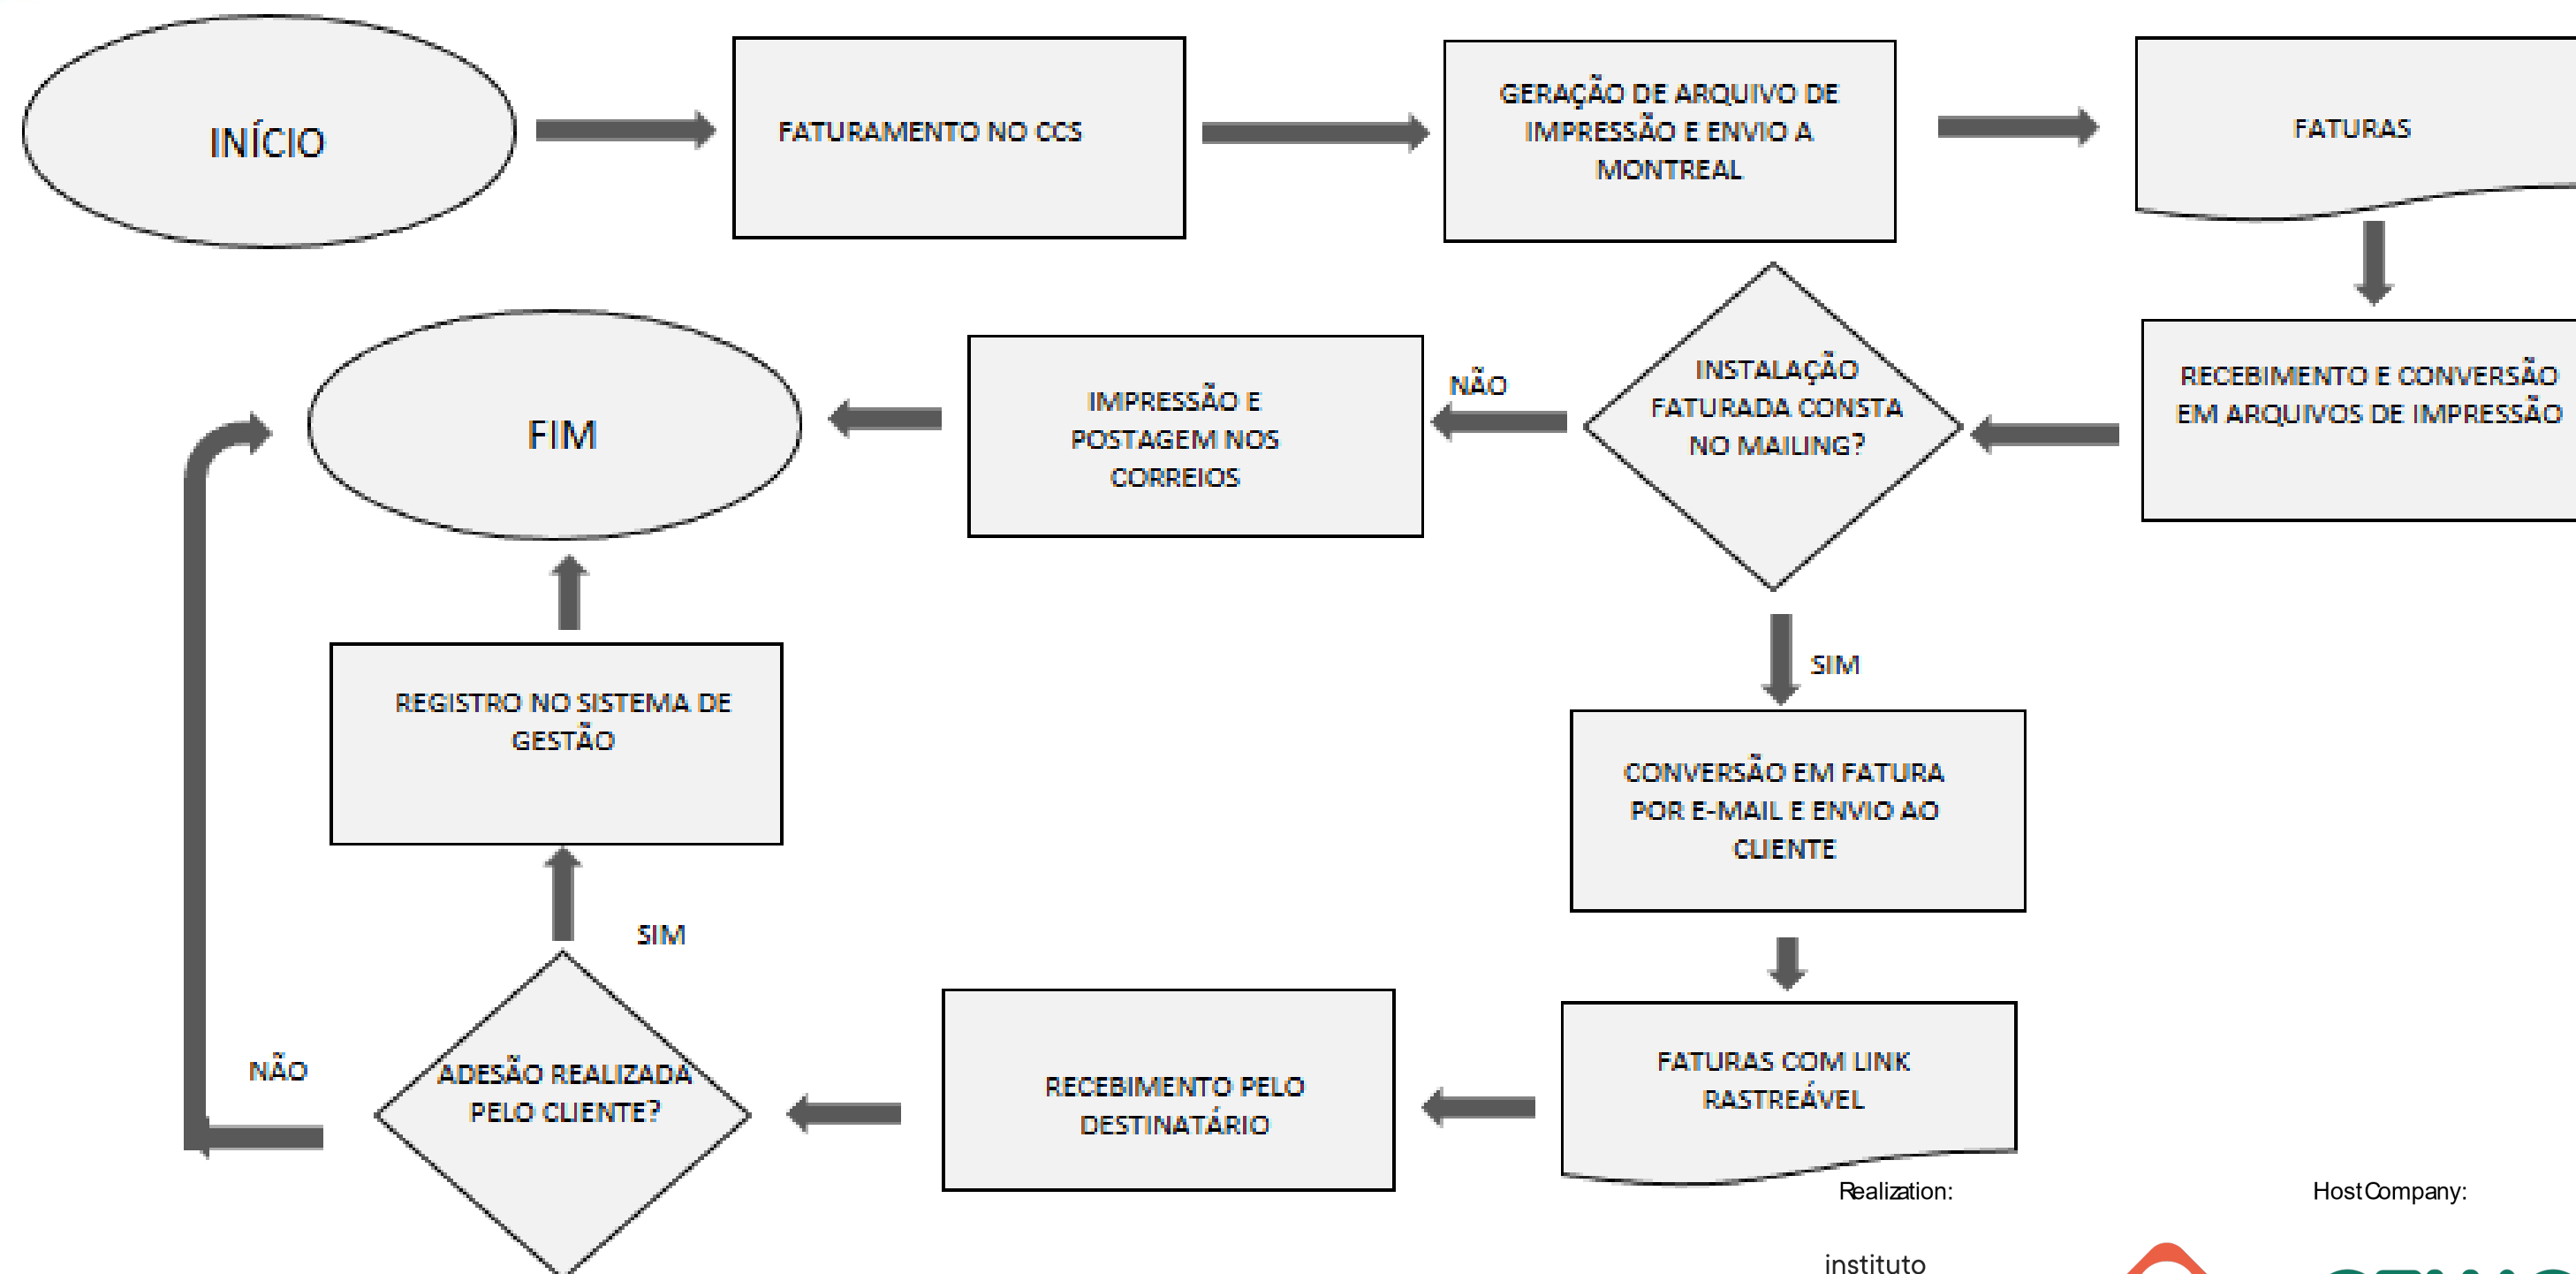 INÍCIO
FATURAMENTO NO CCS
GERAÇÃO DE ARQUIVO DE
IMPRESSÃO E ENVIO A
MONTREAL
FATURAS
RECEBIMENTO E CONVERSÃO
EM ARQUIVOS DE IMPRESSÃO
INSTALAÇÃO
FATURADA CONSTA
NO MAILING?
NÃO
IMPRESSÃO E
POSTAGEM NOS
CORREIOS
FIM
SIM
CONVERSÃO EM FATURA
POR E-MAIL E ENVIO AO
CLIENTE
FATURAS COM LINK
RASTREÁVEL
RECEBIMENTO PELO
DESTINATÁRIO
ADESÃO REALIZADA
PELO CLIENTE?
SIM
REGISTRO NO SISTEMA DE
GESTÃO
NÃO
Realization:
Host Company:
instituto